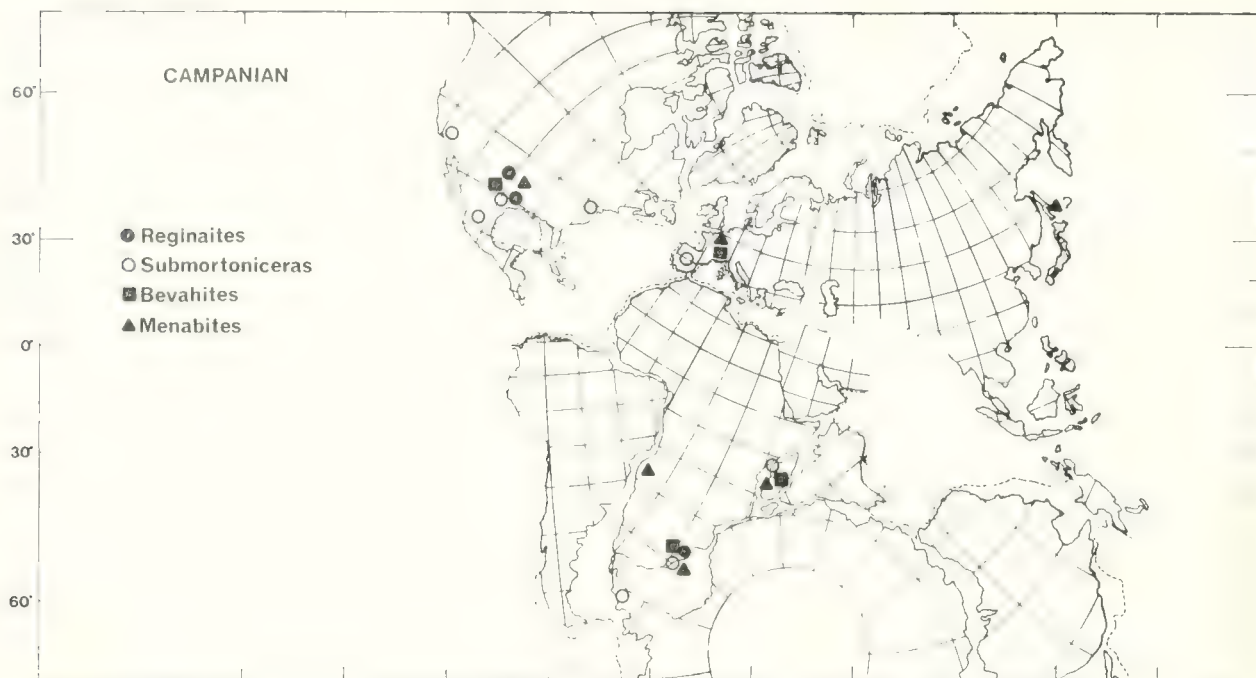 CAMPANIAN
60°
30°
0°
30°
60°
Reginaites
Submortoniceras
Bevahites
Menabites
?